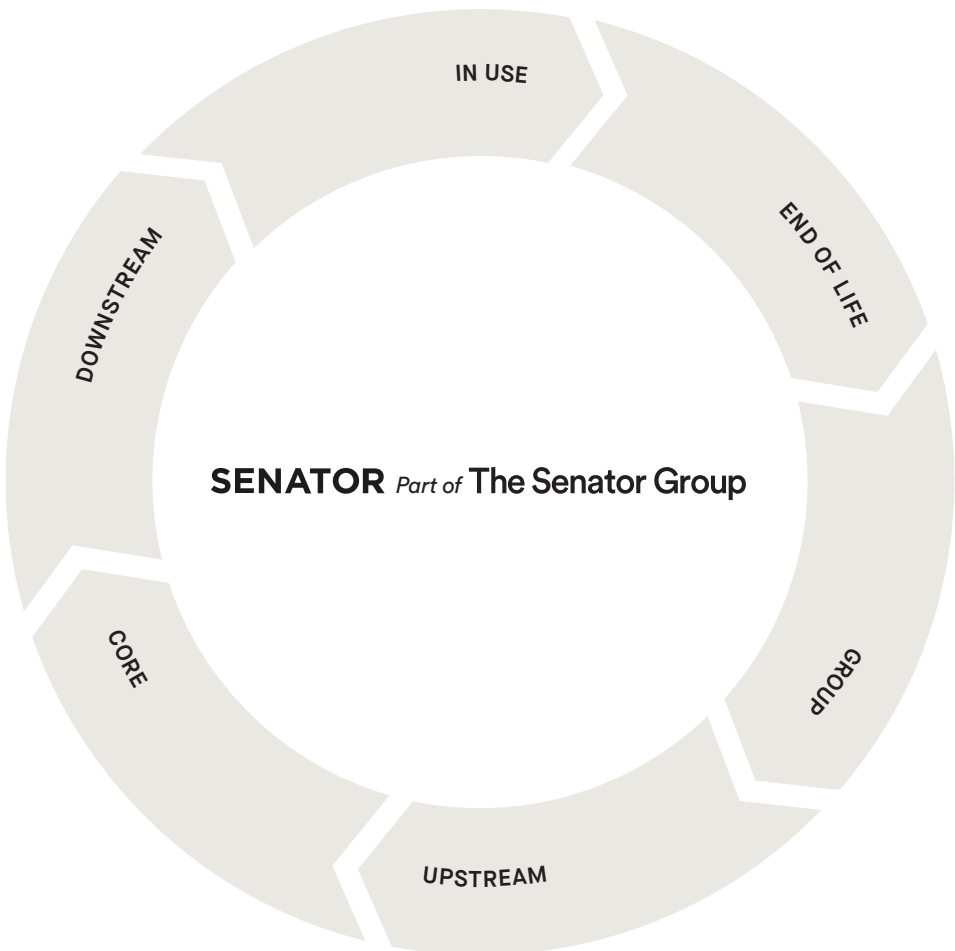 IN USE
END OF LIFE
GROUP
UPSTREAM
CORE
DOWNSTREAM
SENATOR Part of The Senator Group